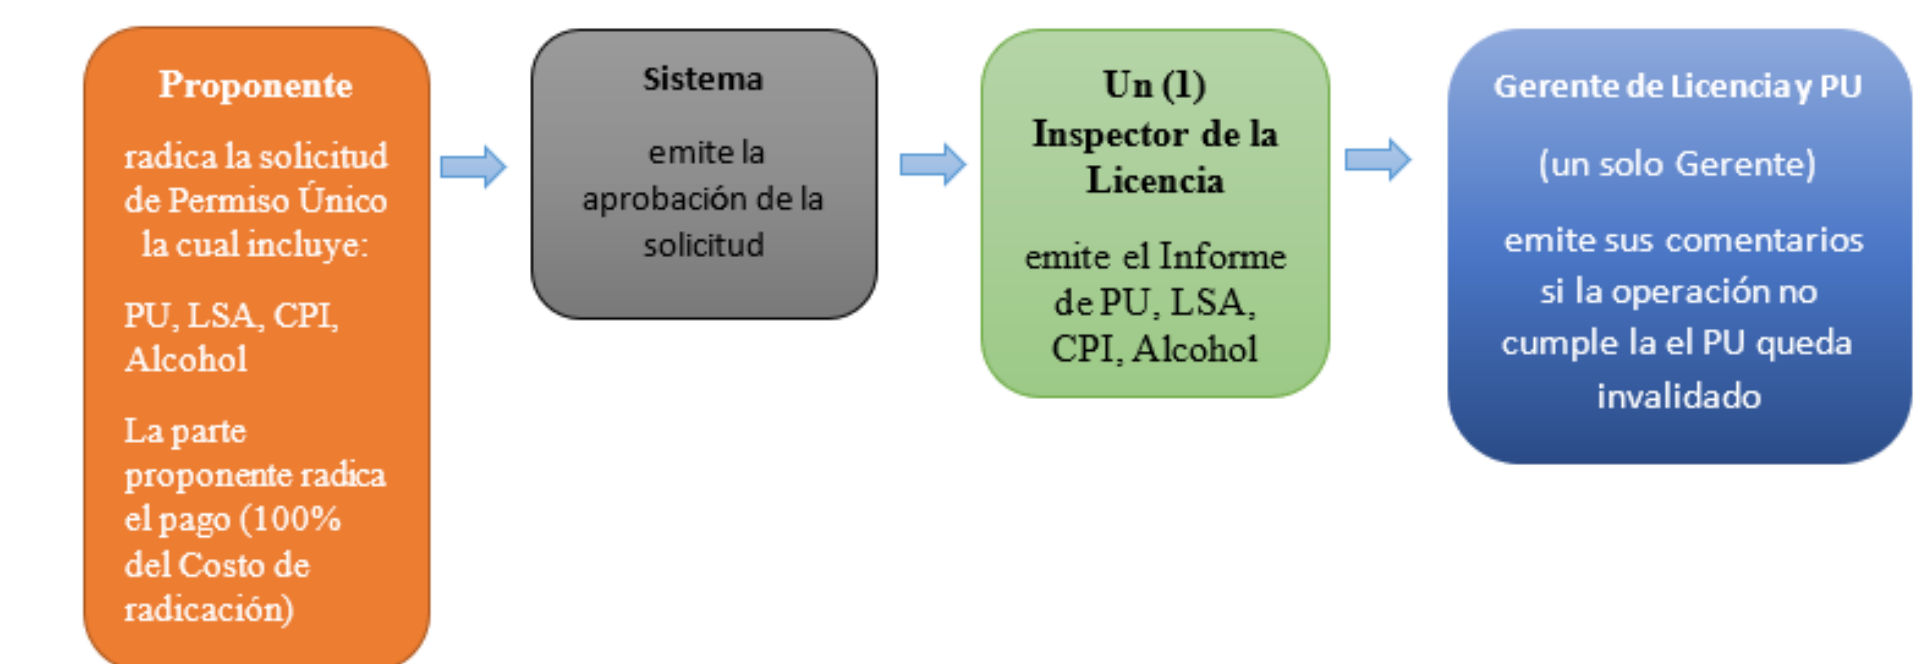 Proponente
radica la solicitud
de Permiso Único
la cual incluye:
PU, LSA, CPI,
Alcohol
La parte
proponente radica
el pago (100%
del Costo de
radicación)
Sistema
emite la
aprobación de la
solicitud
Un (1)
Inspector de la
Licencia
emite el Informe
de PU, LSA,
CPI, Alcohol
Gerente de Licencia y PU
(un solo Gerente)
emite sus comentarios
si la operación no
cumple la el PU queda
invalidado